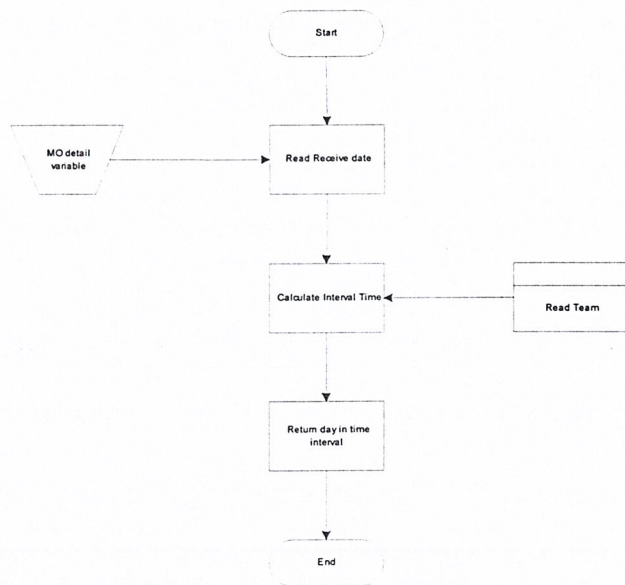 Start
MO detail
variable
Read Receive date
Calculate Interval Time
Read Team
Return day in time
interval
End